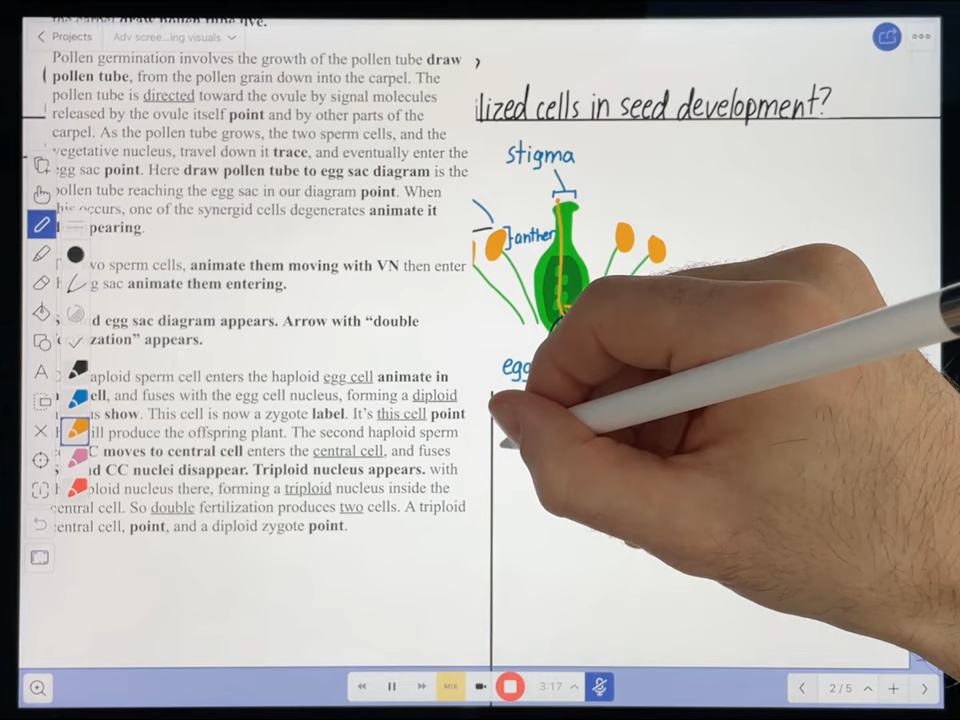 the carpel draw pollen tube live.
Projects
Adv scree...ing visuals
Pollen germination involves the growth of the pollen tube draw
pollen tube, from the pollen grain down into the carpel. The
pollen tube is directed toward the ovule by signal molecules
released by the ovule itself point and by other parts of the
carpel. As the pollen tube grows, the two sperm cells, and the
vegetative nucleus, travel down it trace, and eventually enter the
egg sac point. Here draw pollen tube to egg sac diagram is the
pollen tube reaching the egg sac in our diagram point. When
occurs, one of the synergid cells degenerates animate it
pearing.
wo sperm cells, animate them moving with VN then enter
g sac animate them entering.
d egg sac diagram appears. Arrow with "double
zation" appears.
aploid sperm cell enters the haploid egg cell animate in
ell, and fuses with the egg cell nucleus, forming a diploid
s show. This cell is now a zygote label. It's this cell point
ill produce the offspring plant. The second haploid sperm
C moves to central cell enters the central cell, and fuses
d CC nuclei disappear. Triploid nucleus appears. with
ploid nucleus there, forming a triploid nucleus inside the
central cell. So double fertilization produces two cells. A triploid
central cell, point, and a diploid zygote point.
A
ilized cells in seed development?
stigma
anther
egg
MIX
3:17
2/5